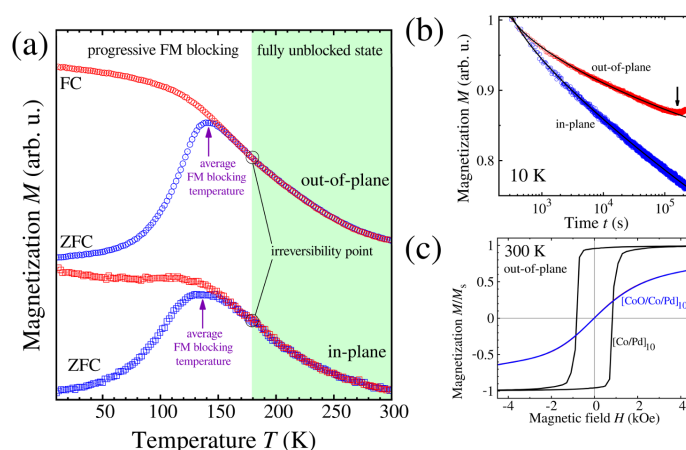 (a)
progressive FM blocking
fully unblocked state
FC
average
FM blocking
temperature
out-of-plane
ZFC
irreversibility point
average
FM blocking
temperature
in-plane
ZFC
Magnetization M (arb. u.)
50 100 150 200 250 300
Temperature T (K)
(b)
1
0.9
0.8
out-of-plane
in-plane
10 K
Magnetization M (arb. u.)
10³ 10⁴ 10⁵
Time t (s)
(c)
1
0.5
0
-0.5
-1
300 K
out-of-plane
[CoO/Co/Pd]10
[Co/Pd]10
Magnetization M/Ms
-4 -2 0 2 4
Magnetic field H (kOe)